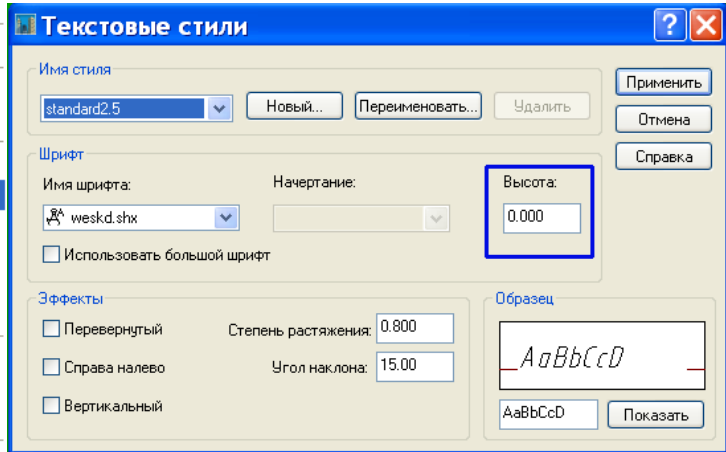 Текстовые стили
Имя стиля
standard2.5
Новый...
Переименовать...
Удалить
Применить
Отмена
Справка
Шрифт
Имя шрифта:
Начертание:
Высота:
weskd.shx
0.000
Использовать большой шрифт
Эффекты
Перевернутый
Степень растяжения: 0.800
Справа налево
Угол наклона: 15.00
Вертикальный
Образец
AaBbCcD
AaBbCcD
Показать